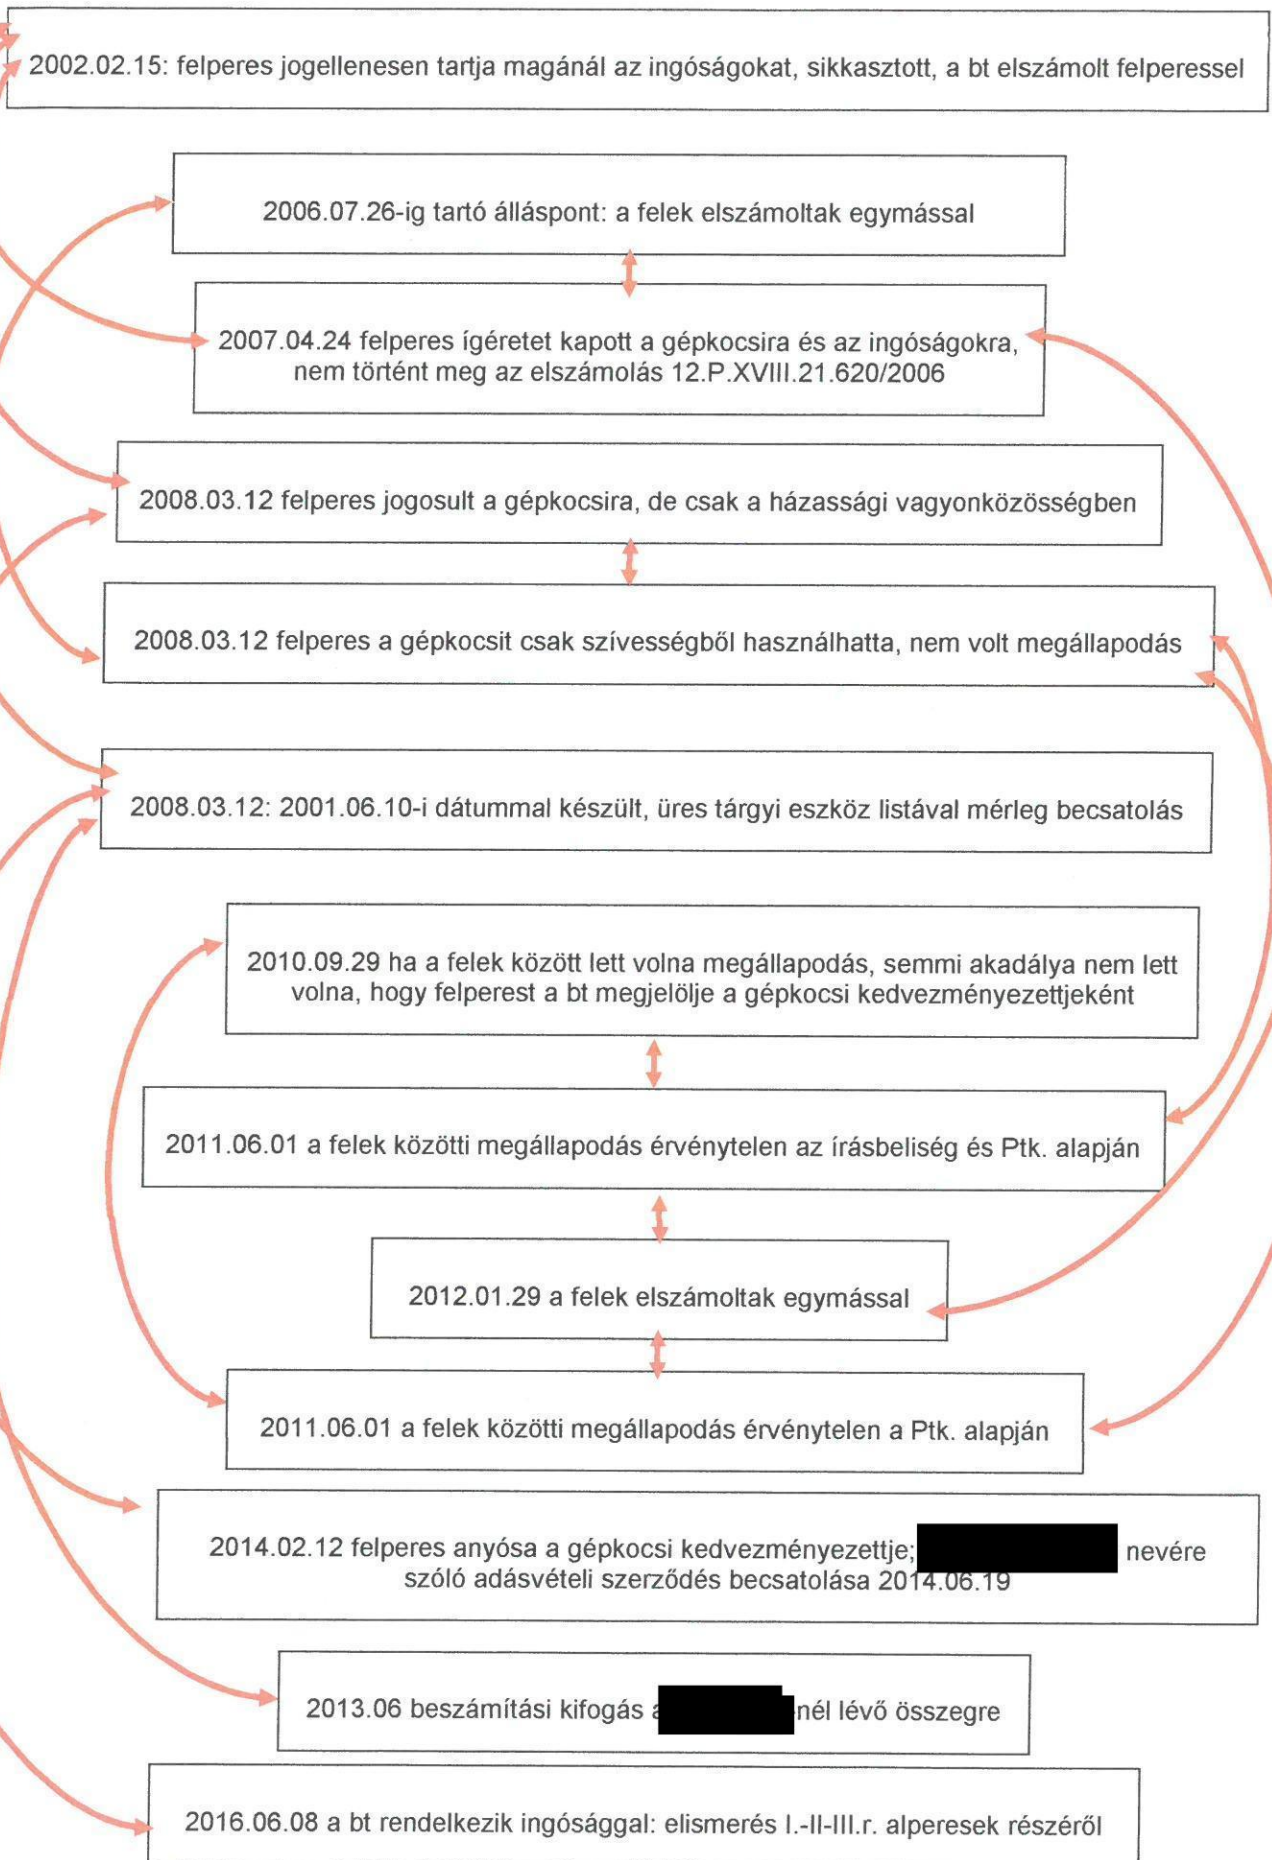 2002.02.15: felperes jogellenesen tartja magánál az ingóságokat, sikkasztott, a bt elszámolt felperessel
2006.07.26-ig tartó álláspont: a felek elszámoltak egymással
2007.04.24 felperes ígéretet kapott a gépkocsira és az ingóságokra,
nem történt meg az elszámolás 12.P.XVIII.21.620/2006
2008.03.12 felperes jogosult a gépkocsira, de csak a házassági vagyonközösségben
2008.03.12 felperes a gépkocsit csak szívességből használhatta, nem volt megállapodás
2008.03.12: 2001.06.10-i dátummal készült, üres tárgyi eszköz listával mérleg becsatolás
2010.09.29 ha a felek között lett volna megállapodás, semmi akadálya nem lett
volna, hogy felperest a bt megjelölje a gépkocsi kedvezményezettjeként
2011.06.01 a felek közötti megállapodás érvénytelen az írásbeliség és Ptk. alapján
2012.01.29 a felek elszámoltak egymással
2011.06.01 a felek közötti megállapodás érvénytelen a Ptk. alapján
2014.02.12 felperes anyósa a gépkocsi kedvezményezettje; nevére
szóló adásvételi szerződés becsatolása 2014.06.19
2013.06 beszámítási kifogás nél lévő összegre
2016.06.08 a bt rendelkezik ingósággal: elismerés I.-II-III.r. alperesek részéről